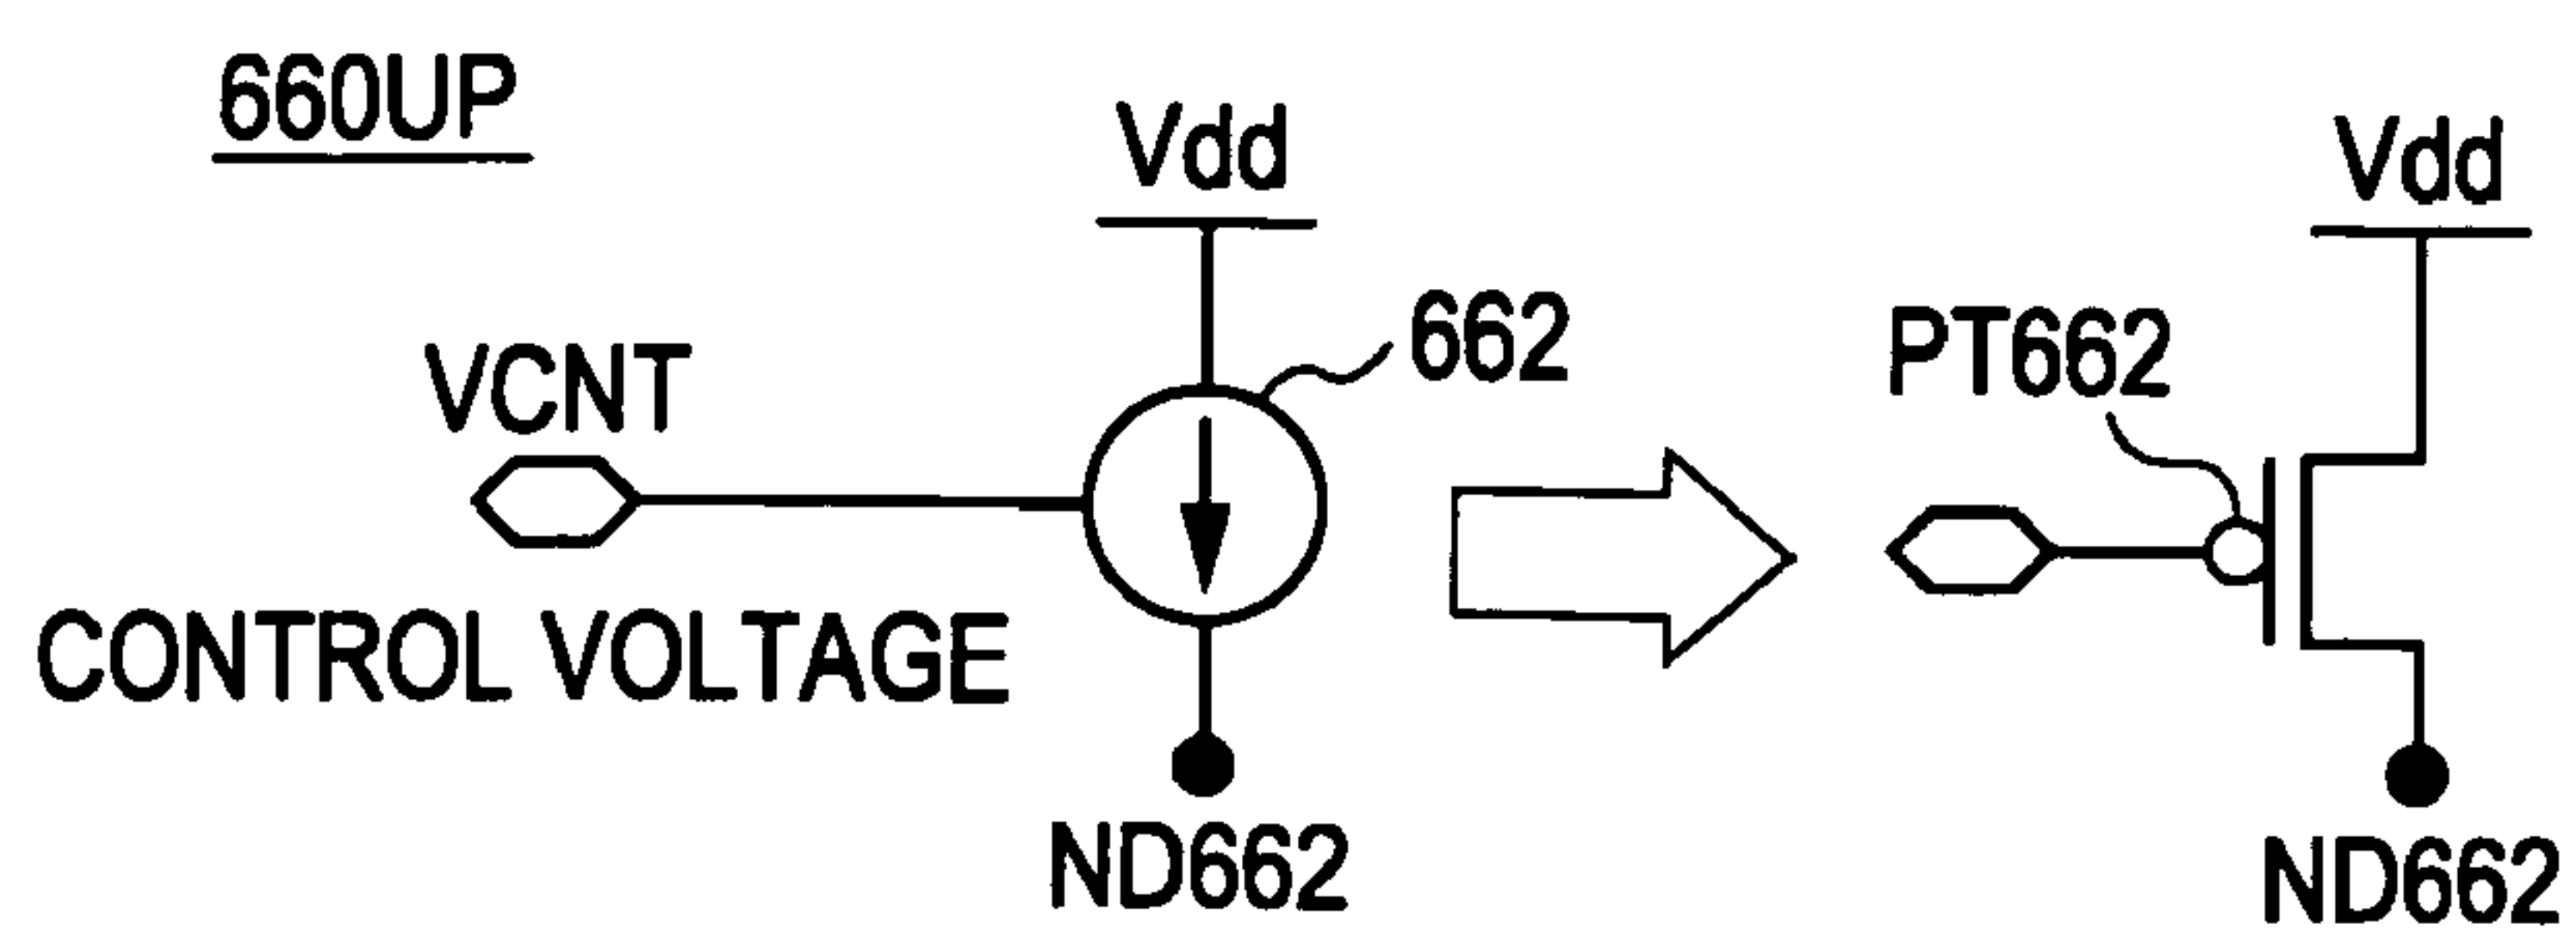 660UP
Vdd
Vdd
662
PT662
VCNT
CONTROL VOLTAGE
ND662
ND662